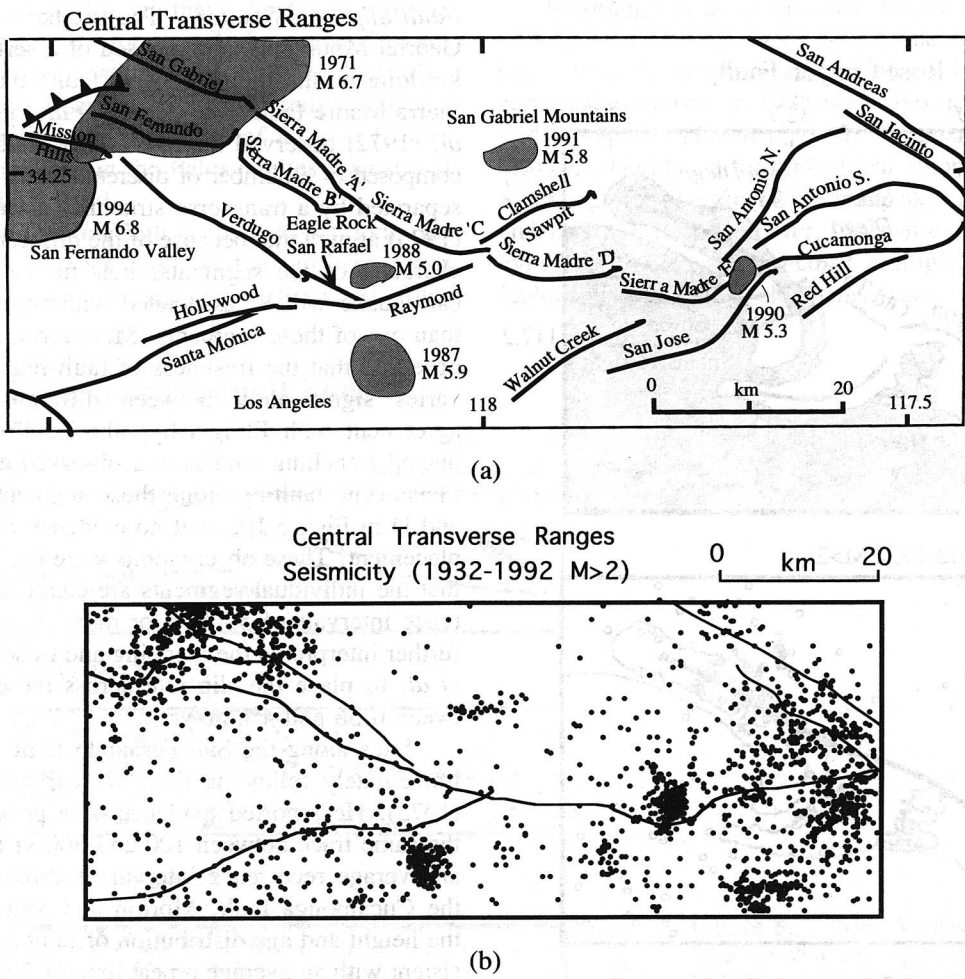 Central Transverse Ranges
San Gabriel
1971
M 6.7
San Andreas
San Fernando
Sierra Madre 'A'
San Gabriel Mountains
San Jacinto
Mission
Hills
1991
M 5.8
34.25
Sierra Madre 'B'
San Antonio N.
San Antonio S.
1994
M 6.8
Eagle Rock
Sierra Madre 'C
Clamshell
Sawpit
San Fernando Valley
Verdugo
San Rafael
Cucamonga
1988
M 5.0
Sierra Madre 'D
Sierr a Madre 'E
Hollywood
Raymond
Red Hill
1990
M 5.3
Santa Monica
Walnut Creek
San Jose
1987
M 5.9
0 km 20
Los Angeles
118
117.5
(a)
Central Transverse Ranges
Seismicity (1932-1992 M>2)
0 20
km
(b)